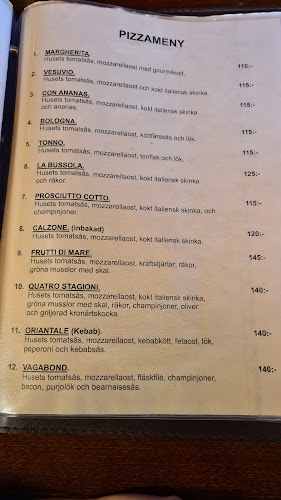 PIZZAMENY
1. MARGHERITA. 110:-
Husets tomatsås, mozzarellaost med gourmésalt.
2. VESUVIO. 115:-
Husets tomatsås, mozzarellaost och kokt italiensk skinka.
3. CON ANANAS. 115:-
Husets tomatsås, mozzarellaost, kokt italiensk skinka
och ananas.
4. BOLOGNA. 115:-
Husets tomatsås, mozzarellaost, köttfärssås och lök.
5 TONNO. 115:-
Husets tomatsås, mozzarellaost, tonfisk och lök.
6 LA BUSSOLA. 125:-
Husets tomatsås, mozzarellaost, kokt italiensk skinka
och räkor.
7. PROSCIUTTO COTTO. 115:-
Husets tomatsås, mozzarellaost, kokt italiensk skinka, och
champinjoner.
8 CALZONE. (Inbakad) 120;-
Husets tomatsås, mozzarellaost, kokt italiensk skinka.
9. FRUTTI DI MARE. 145:-
Husets tomatsås, mozzarellaost, kräftstjärtar, räkor,
gröna musslor med skal.
10. QUATRO STAGIONI. 140:-
Husets tomatsås, mozzarellaost, kokt italiensk skinka,
gröna musslor med skal, räkor, champinjoner, oliver
och griljerad kronärtskocka.
11. ORIANTALE (Kebab). 140:-
Husets tomatsås, mozzarellaost, kebabkött, fetaost, lök,
peperoni och kebabsås.
12. VAGABOND. 140:-
Husets tomatsås, mozzarellaost, fläskfilé, champinjoner,
bacon, purjolök och bearnaisesås.